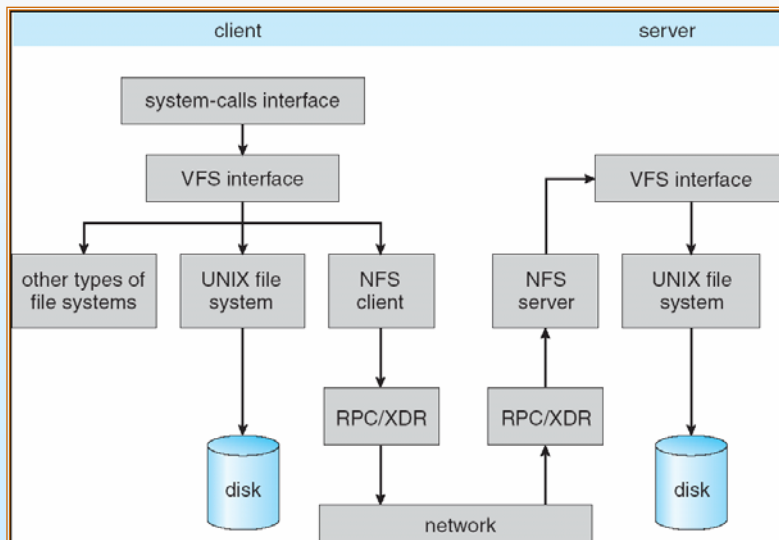 client
server
system-calls interface
VFS interface
VFS interface
other types of
file systems
UNIX file
system
NFS
client
NFS
server
UNIX file
system
RPC/XDR
RPC/XDR
disk
disk
network